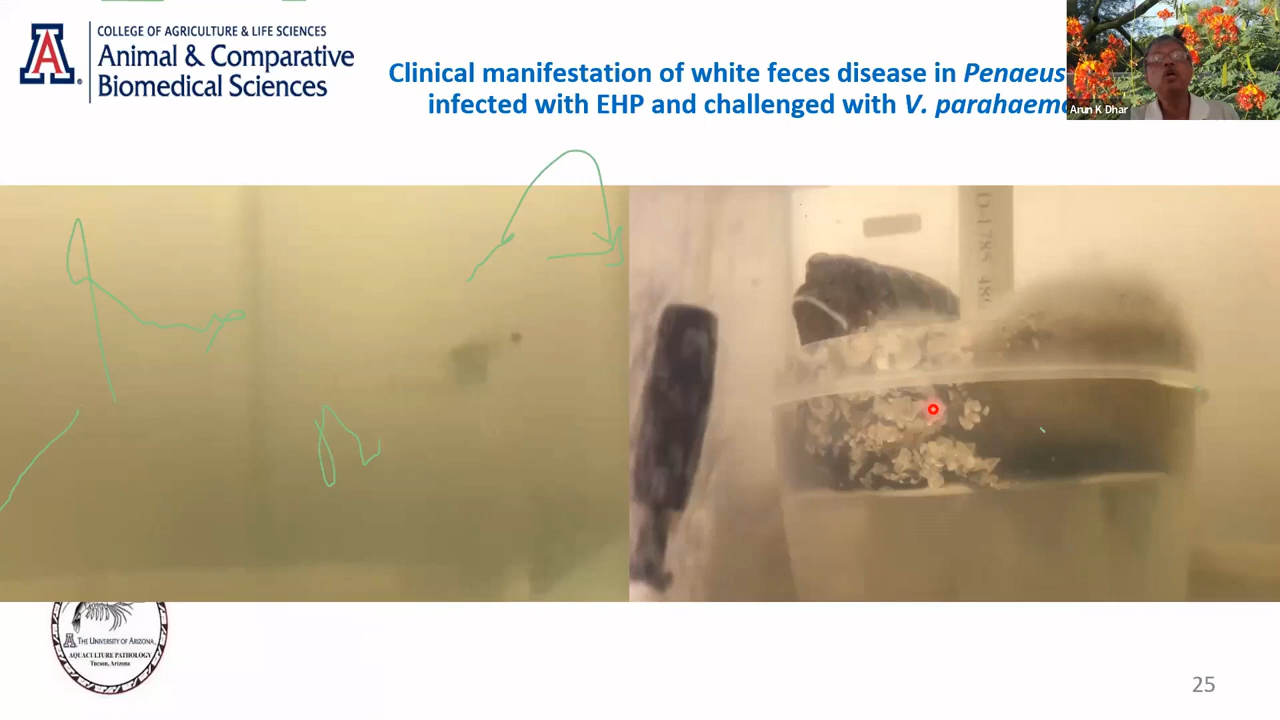 COLLEGE OF AGRICULTURE & LIFE SCIENCES
Animal & Comparative
Biomedical Sciences
Clinical manifestation of white feces disease in Penaeus
infected with EHP and challenged with V. parahaem
Arun K Dhar
D-1785
THE UNIVERSITY OF ARIZONA
AQUACULTURE PATHOLOGY
Tucson, Arizona
25